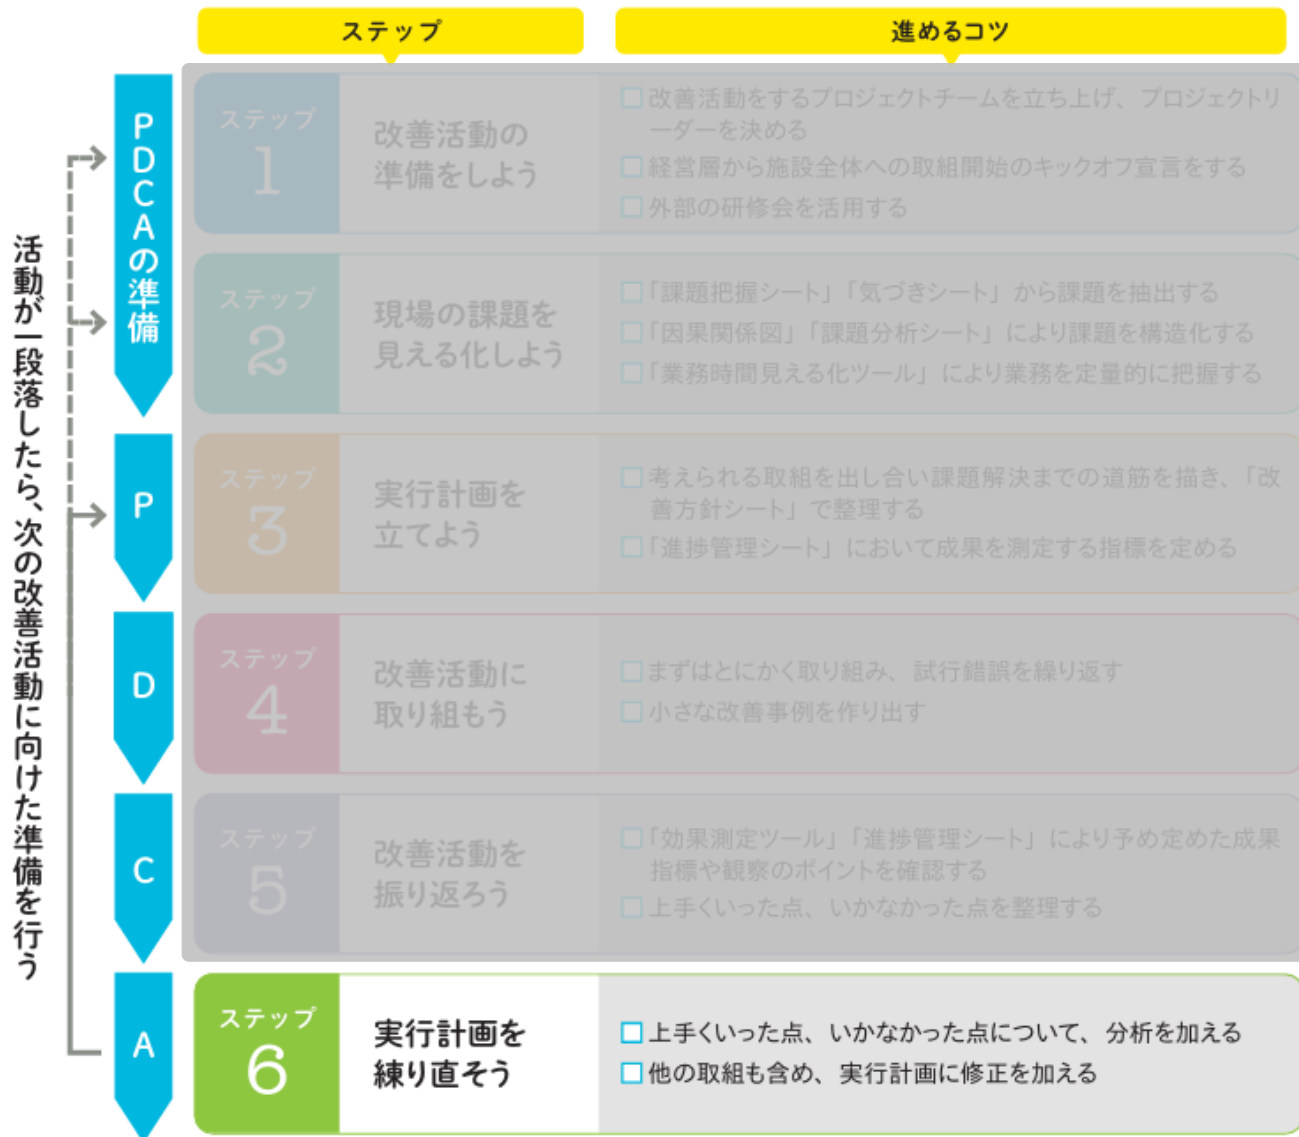 ステップ
進めるコツ
活動が一段落したら、次の改善活動に向けた準備を行う
PDCAの準備
ステップ
1
改善活動の
準備をしよう
□改善活動をするプロジェクトチームを立ち上げ、プロジェクトリ
ーダーを決める
□経営層から施設全体への取組開始のキックオフ宣言をする
□外部の研修会を活用する
ステップ
2
現場の課題を
見える化しよう
□「課題把握シート」「気づきシート」から課題を抽出する
□「因果関係図」「課題分析シート」により課題を構造化する
□「業務時間見える化ツール」により業務を定量的に把握する
P
ステップ
3
実行計画を
立てよう
□考えられる取組を出し合い課題解決までの道筋を描き、「改
善方針シート」で整理する
□「進捗管理シート」において成果を測定する指標を定める
D
ステップ
4
改善活動に
取り組もう
□まずはとにかく取り組み、試行錯誤を繰り返す
□小さな改善事例を作り出す
C
ステップ
5
改善活動を
振り返ろう
□「効果測定ツール」「進捗管理シート」により予め定めた成果
指標や観察のポイントを確認する
□上手くいった点、いかなかった点を整理する
A
ステップ
6
実行計画を
練り直そう
□上手くいった点、いかなかった点について、分析を加える
□他の取組も含め、実行計画に修正を加える